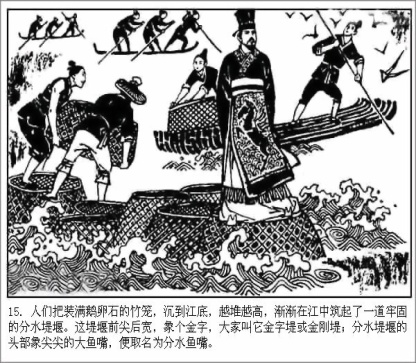 15. 人们把装满鹅卵石的竹笼，沉到江底，越堆越高，渐渐在江中筑起了一道牢固
的分水堤堰。这堤堰前尖后宽，象个金字，大家叫它金字堤或金刚堤；分水堤堰的
头部象尖尖的大鱼嘴，便取名为分水鱼嘴。